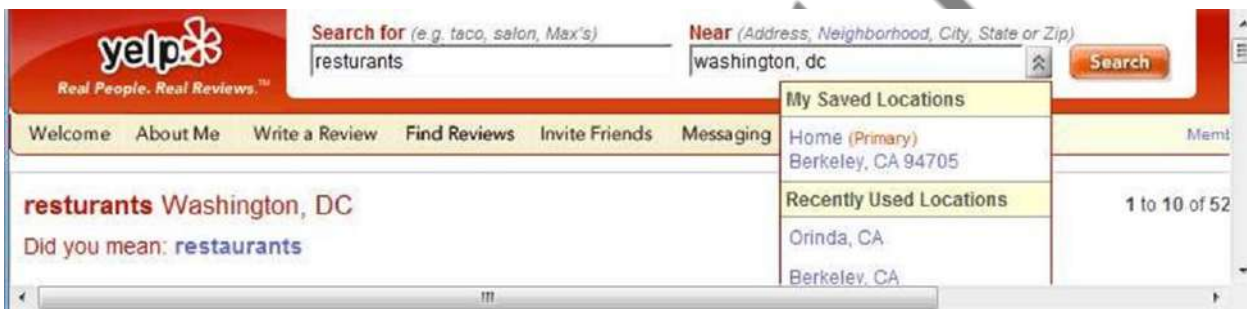 yelp
Real People. Real Reviews.™
Search for (e.g. taco, salon, Max's)
resturants
Near (Address, Neighborhood, City, State or Zip)
washington, dc
Search
Welcome About Me Write a Review Find Reviews Invite Friends Messaging
My Saved Locations
Home (Primary)
Berkeley, CA 94705
Recently Used Locations
Orinda, CA
Berkeley, CA
resturants Washington, DC
1 to 10 of 52
Did you mean: restaurants